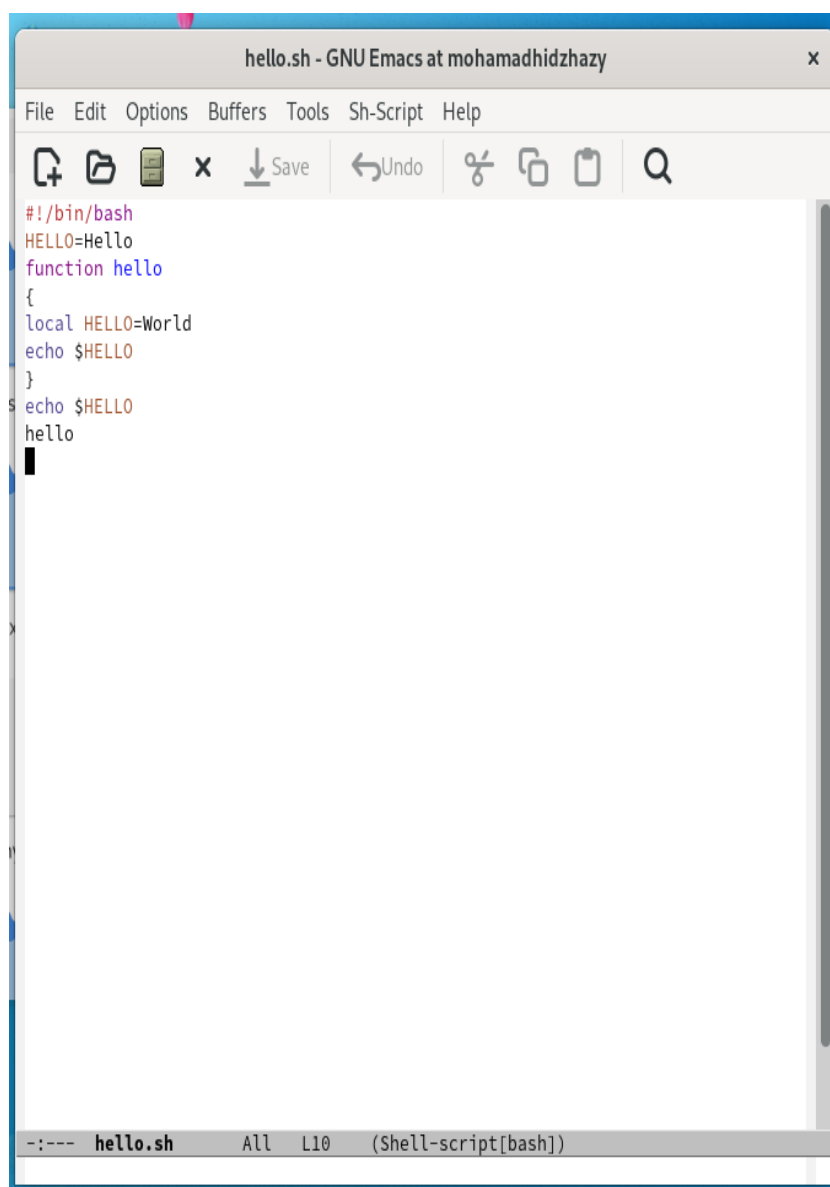 hello.sh - GNU Emacs at mohamadhidzhazy x
File Edit Options Buffers Tools Sh-Script Help
Save Undo
#!/bin/bash
HELLO=Hello
function hello
{
local HELLO=World
echo $HELLO
}
echo $HELLO
hello
-:--- hello.sh All L10 (Shell-script[bash])